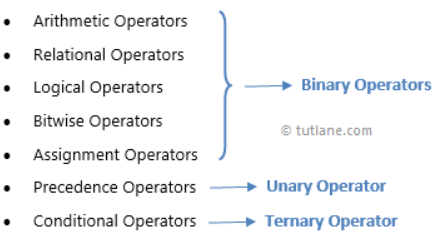 • Arithmetic Operators
• Relational Operators
• Logical Operators
• Bitwise Operators
• Assignment Operators
Binary Operators
© tutlane.com
• Precedence Operators → Unary Operator
• Conditional Operators → Ternary Operator